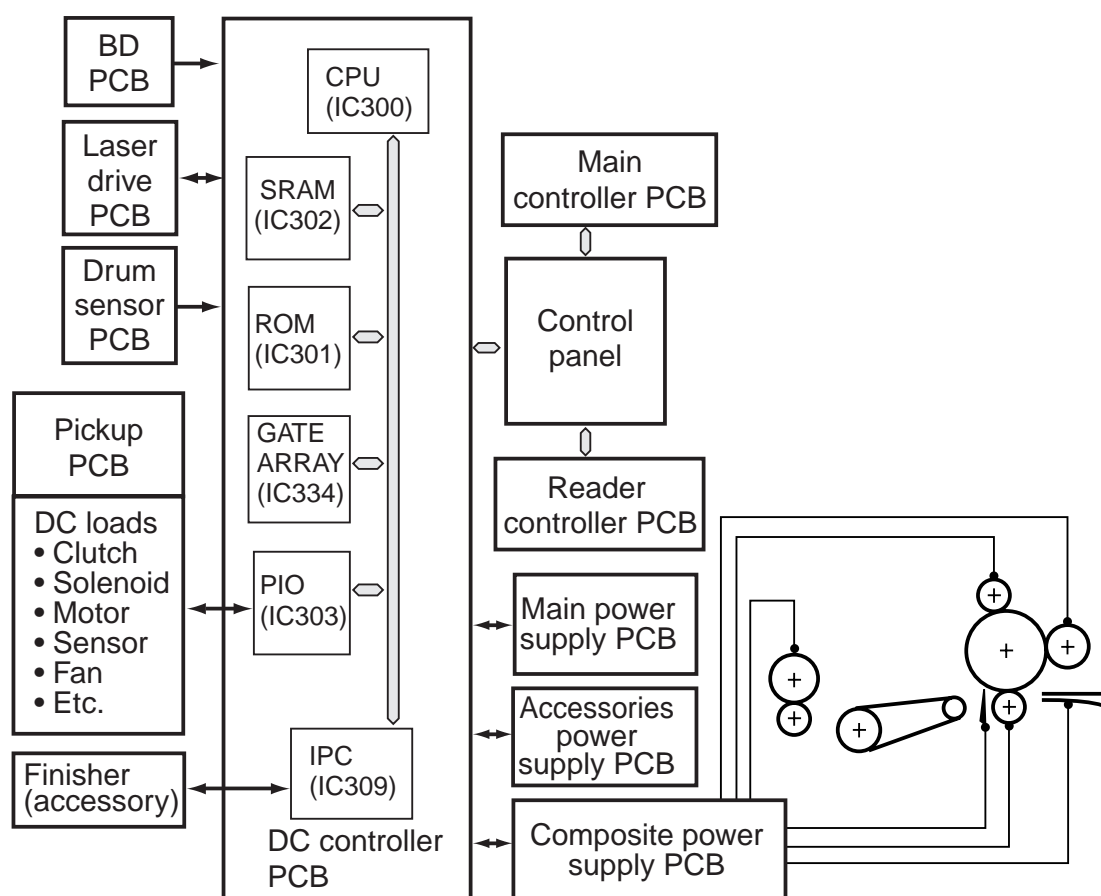 BD
PCB
Laser
drive
PCB
Drum
sensor
PCB
Pickup
PCB
DC loads
• Clutch
• Solenoid
• Motor
• Sensor
• Fan
• Etc.
Finisher
(accessory)
CPU
(IC300)
SRAM
(IC302)
ROM
(IC301)
GATE
ARRAY
(IC334)
PIO
(IC303)
IPC
(IC309)
DC controller
PCB
Main
controller PCB
Control
panel
Reader
controller PCB
Main power
supply PCB
Accessories
power
supply PCB
Composite power
supply PCB